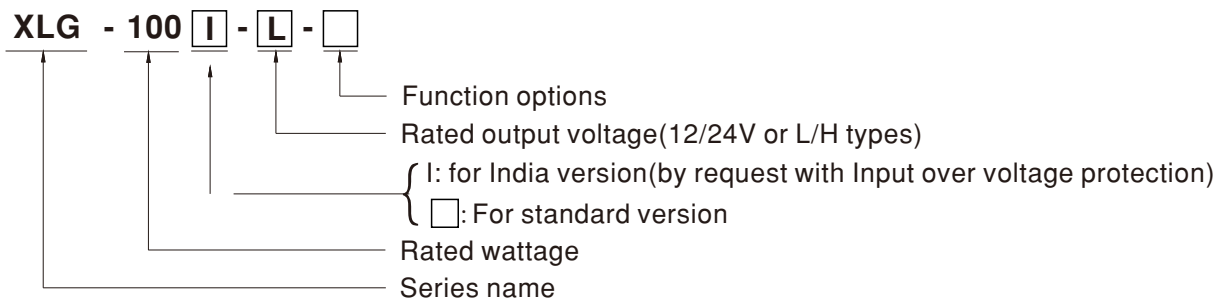 XLG - 100 I - L - □
Function options
Rated output voltage(12/24V or L/H types)
I: for India version(by request with Input over voltage protection)
□: For standard version
Rated wattage
Series name